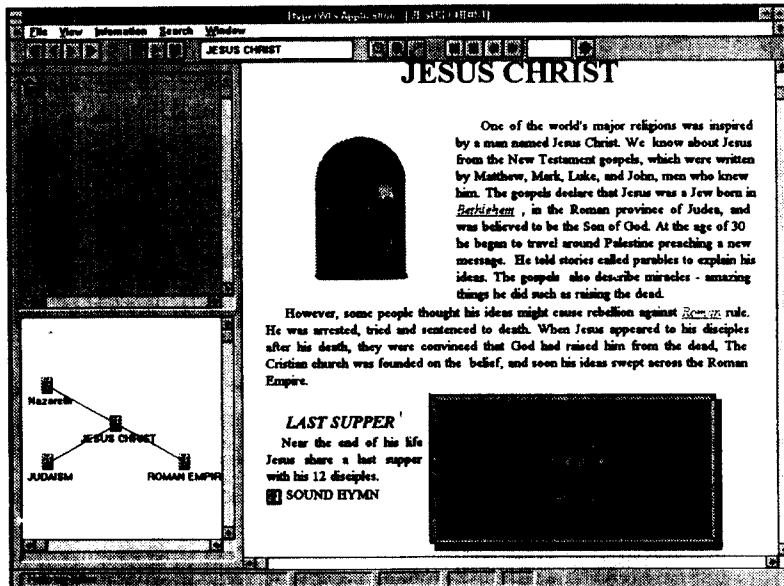 File View Information Search Window
JESUS CHRIST
JESUS CHRIST
One of the world's major religions was inspired
by a man named Jesus Christ. We know about Jesus
from the New Testament gospels, which were written
by Matthew, Mark, Luke, and John, men who knew
him. The gospels declare that Jesus was a Jew born in
Bethlehem , in the Roman province of Judea, and
was believed to be the Son of God. At the age of 30
he began to travel around Palestine preaching a new
message. He told stories called parables to explain his
ideas. The gospels also describe miracles - amazing
things he did such as raising the dead.
However, some people thought his ideas might cause rebellion against Roman rule.
He was arrested, tried and sentenced to death. When Jesus appeared to his disciples
after his death, they were convinced that God had raised him from the dead, The
Cristian church was founded on the belief, and soon his ideas swept across the Roman
Empire.
LAST SUPPER
Near the end of his life
Jesus share a last supper
with his 12 disciples.
SOUND HYMN
Nazareth
JESUS CHRIST
JUDAISM
ROMAN EMPIR